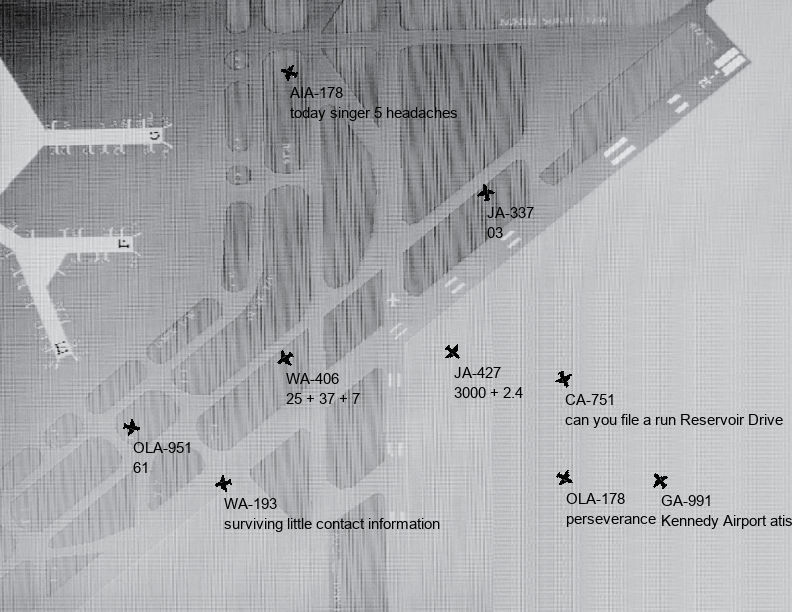 AIA-178
today singer 5 headaches
JA-337
03
WA-406
25 + 37 + 7
JA-427
3000 + 2.4
CA-751
can you file a run Reservoir Drive
OLA-951
61
WA-193
surviving little contact information
OLA-178
perseverance
GA-991
Kennedy Airport atis